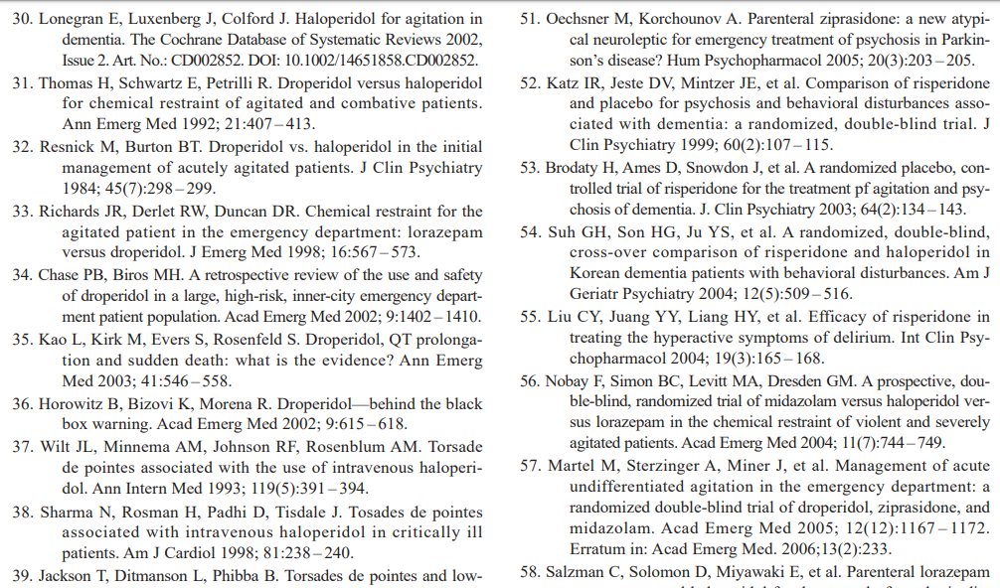 30. Lonegran E, Luxenberg J, Colford J. Haloperidol for agitation in
dementia. The Cochrane Database of Systematic Reviews 2002,
Issue 2. Art. No.: CD002852. DOI: 10.1002/14651858.CD002852.
31. Thomas H, Schwartz E, Petrilli R. Droperidol versus haloperidol
for chemical restraint of agitated and combative patients.
Ann Emerg Med 1992; 21:407–413.
32. Resnick M, Burton BT. Droperidol vs. haloperidol in the initial
management of acutely agitated patients. J Clin Psychiatry
1984; 45(7):298–299.
33. Richards JR, Derlet RW, Duncan DR. Chemical restraint for the
agitated patient in the emergency department: lorazepam
versus droperidol. J Emerg Med 1998; 16:567–573.
34. Chase PB, Biros MH. A retrospective review of the use and safety
of droperidol in a large, high-risk, inner-city emergency depart-
ment patient population. Acad Emerg Med 2002; 9:1402–1410.
35. Kao L, Kirk M, Evers S, Rosenfeld S. Droperidol, QT prolonga-
tion and sudden death: what is the evidence? Ann Emerg
Med 2003; 41:546–558.
36. Horowitz B, Bizovi K, Morena R. Droperidol—behind the black
box warning. Acad Emerg Med 2002; 9:615–618.
37. Wilt JL, Minnema AM, Johnson RF, Rosenblum AM. Torsade
de pointes associated with the use of intravenous haloperi-
dol. Ann Intern Med 1993; 119(5):391–394.
38. Sharma N, Rosman H, Padhi D, Tisdale J. Tosades de pointes
associated with intravenous haloperidol in critically ill
patients. Am J Cardiol 1998; 81:238–240.
39. Jackson T, Ditmanson L, Phibba B. Torsades de pointes and low-
51. Oechsner M, Korchounov A. Parenteral ziprasidone: a new atypi-
cal neuroleptic for emergency treatment of psychosis in Parkin-
son's disease? Hum Psychopharmacol 2005; 20(3):203–205.
52. Katz IR, Jeste DV, Mintzer JE, et al. Comparison of risperidone
and placebo for psychosis and behavioral disturbances asso-
ciated with dementia: a randomized, double-blind trial. J
Clin Psychiatry 1999; 60(2):107–115.
53. Brodaty H, Ames D, Snowdon J, et al. A randomized placebo, con-
trolled trial of risperidone for the treatment pf agitation and psy-
chosis of dementia. J. Clin Psychiatry 2003; 64(2):134–143.
54. Suh GH, Son HG, Ju YS, et al. A randomized, double-blind,
cross-over comparison of risperidone and haloperidol in
Korean dementia patients with behavioral disturbances. Am J
Geriatr Psychiatry 2004; 12(5):509–516.
55. Liu CY, Juang YY, Liang HY, et al. Efficacy of risperidone in
treating the hyperactive symptoms of delirium. Int Clin Psy-
chopharmacol 2004; 19(3):165–168.
56. Nobay F, Simon BC, Levitt MA, Dresden GM. A prospective, dou-
ble-blind, randomized trial of midazolam versus haloperidol ver-
sus lorazepam in the chemical restraint of violent and severely
agitated patients. Acad Emerg Med 2004; 11(7):744–749.
57. Martel M, Sterzinger A, Miner J, et al. Management of acute
undifferentiated agitation in the emergency department: a
randomized double-blind trial of droperidol, ziprasidone, and
midazolam. Acad Emerg Med 2005; 12(12):1167–1172.
Erratum in: Acad Emerg Med. 2006;13(2):233.
58. Salzman C, Solomon D, Miyawaki E, et al. Parenteral lorazepam